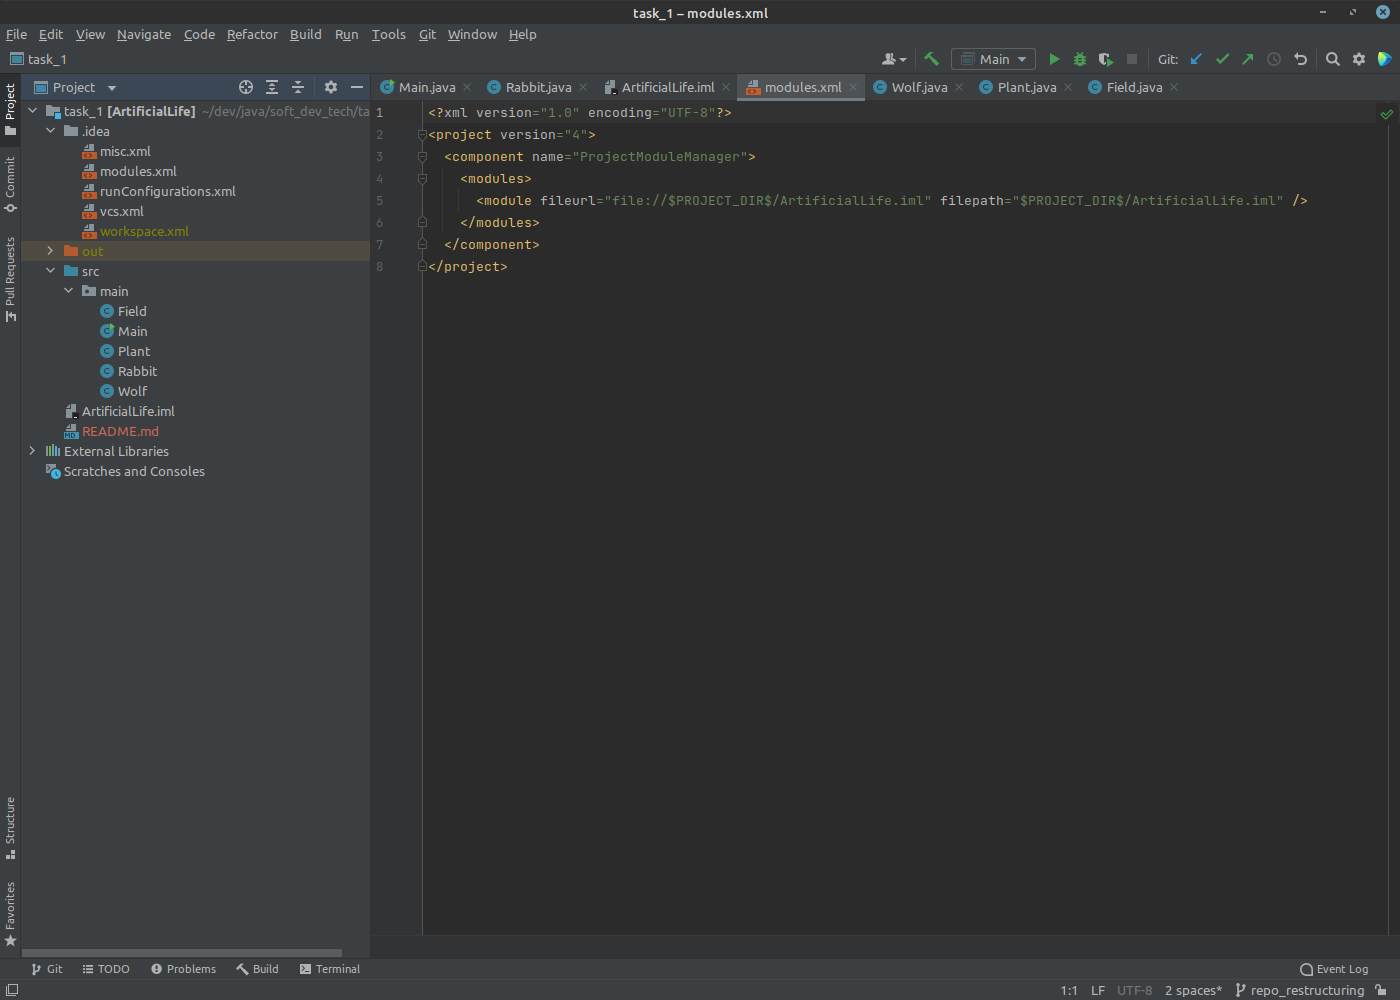 task_1 – modules.xml
File Edit View Navigate Code Refactor Build Run Tools Git Window Help
task_1
Main
Git:
Project
Main.java Rabbit.java ArtificialLife.iml modules.xml Wolf.java Plant.java Field.java
Project
Commit
Pull Requests
Structure
Favorites
task_1 [ArtificialLife] ~/dev/java/soft_dev_tech/ta
.idea
misc.xml
modules.xml
runConfigurations.xml
vcs.xml
workspace.xml
out
src
main
Field
Main
Plant
Rabbit
Wolf
ArtificialLife.iml
README.md
External Libraries
Scratches and Consoles
1 <?xml version="1.0" encoding="UTF-8"?>
2 <project version="4">
3 <component name="ProjectModuleManager">
4 <modules>
5 <module fileurl="file://$PROJECT_DIR$/ArtificialLife.iml" filepath="$PROJECT_DIR$/ArtificialLife.iml" />
6 </modules>
7 </component>
8 </project>
Git TODO Problems Build Terminal Event Log
1:1 LF UTF-8 2 spaces* repo_restructuring